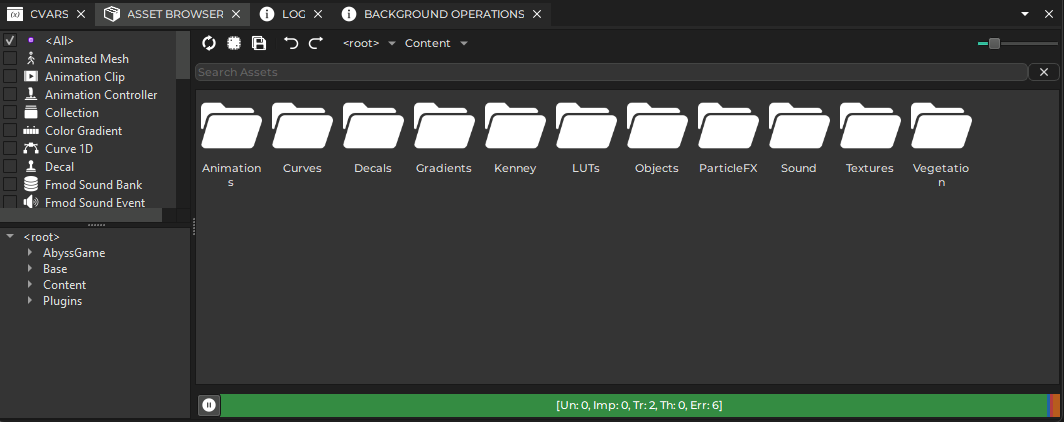 CVARS
ASSET BROWSER
LOG
BACKGROUND OPERATIONS
<All>
Animated Mesh
Animation Clip
Animation Controller
Collection
Color Gradient
Curve 1D
Decal
Fmod Sound Bank
Fmod Sound Event
<root>
AbyssGame
Base
Content
Plugins
<root>
Content
Search Assets
Animation
s
Curves
Decals
Gradients
Kenney
LUTs
Objects
ParticleFX
Sound
Textures
Vegetatio
n
[Un: 0, Imp: 0, Tr: 2, Th: 0, Err: 6]